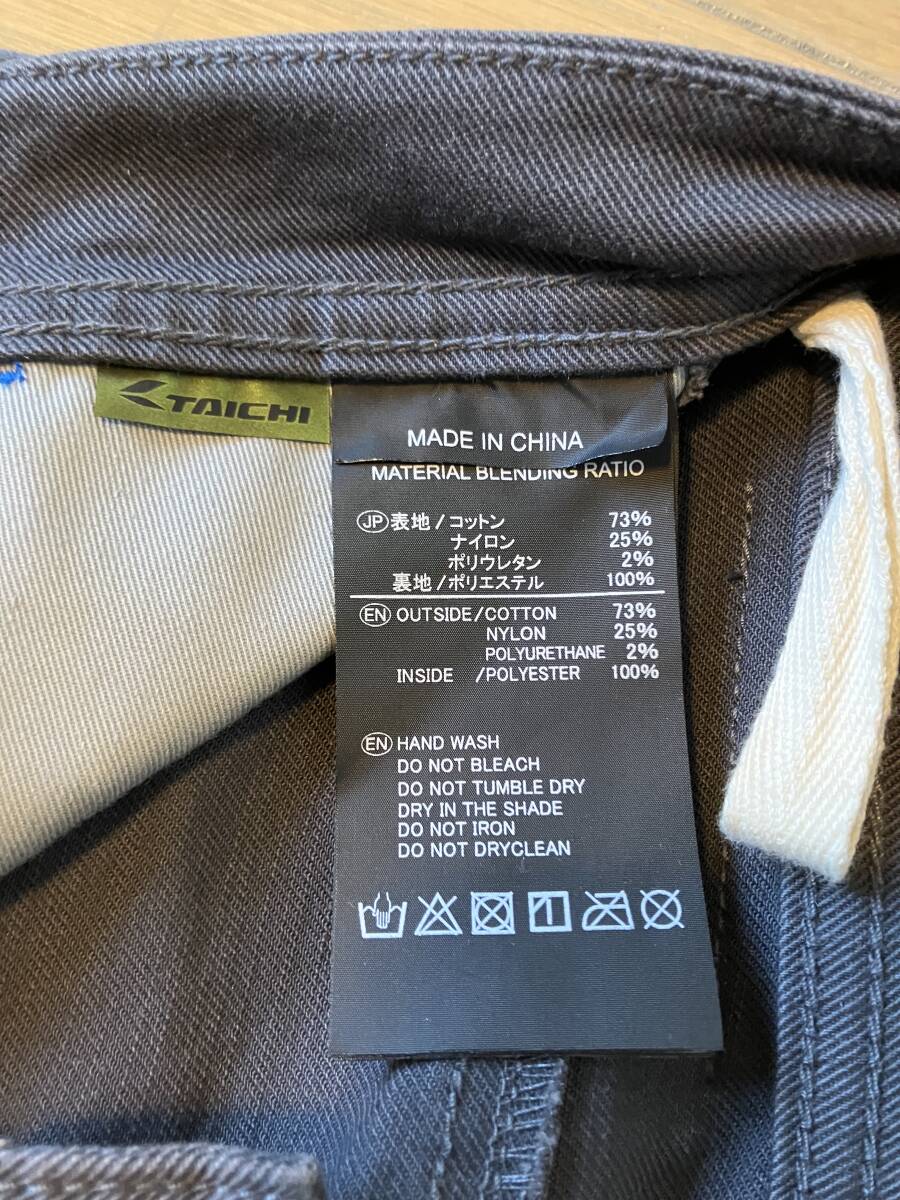 TAICHI
MADE IN CHINA
MATERIAL BLENDING RATIO
JP 表地/コットン 73%
ナイロン 25%
ポリウレタン 2%
裏地/ポリエステル 100%
EN OUTSIDE/COTTON 73%
NYLON 25%
POLYURETHANE 2%
INSIDE /POLYESTER 100%
EN HAND WASH
DO NOT BLEACH
DO NOT TUMBLE DRY
DRY IN THE SHADE
DO NOT IRON
DO NOT DRYCLEAN